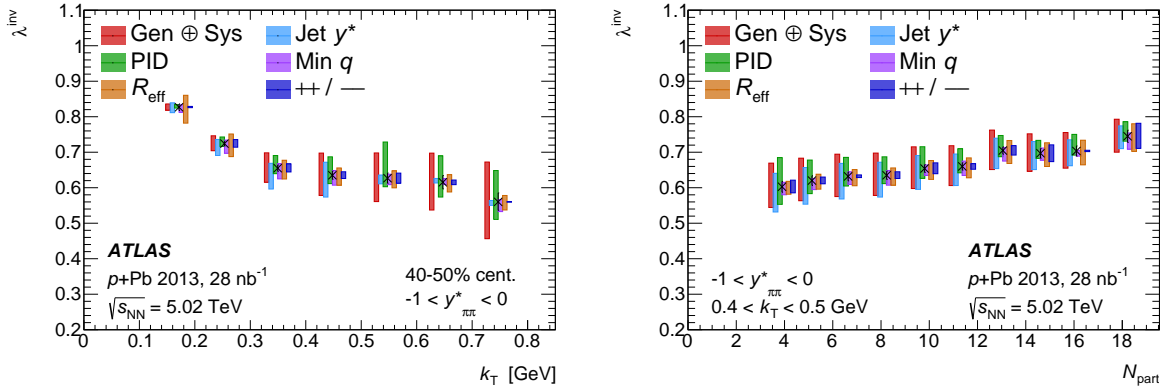 λ^inv
1.1
1
0.9
0.8
0.7
0.6
0.5
0.4
0.3
0.2
Gen ⊕ Sys
PID
R_eff
Jet y*
Min q
++ / −−
ATLAS
p+Pb 2013, 28 nb⁻¹
√s_NN = 5.02 TeV
40-50% cent.
-1 < y*_ππ < 0
0 0.1 0.2 0.3 0.4 0.5 0.6 0.7 0.8
k_T [GeV]
λ^inv
1.1
1
0.9
0.8
0.7
0.6
0.5
0.4
0.3
0.2
Gen ⊕ Sys
PID
R_eff
Jet y*
Min q
++ / −−
-1 < y*_ππ < 0
0.4 < k_T < 0.5 GeV
ATLAS
p+Pb 2013, 28 nb⁻¹
√s_NN = 5.02 TeV
0 2 4 6 8 10 12 14 16 18
N_part